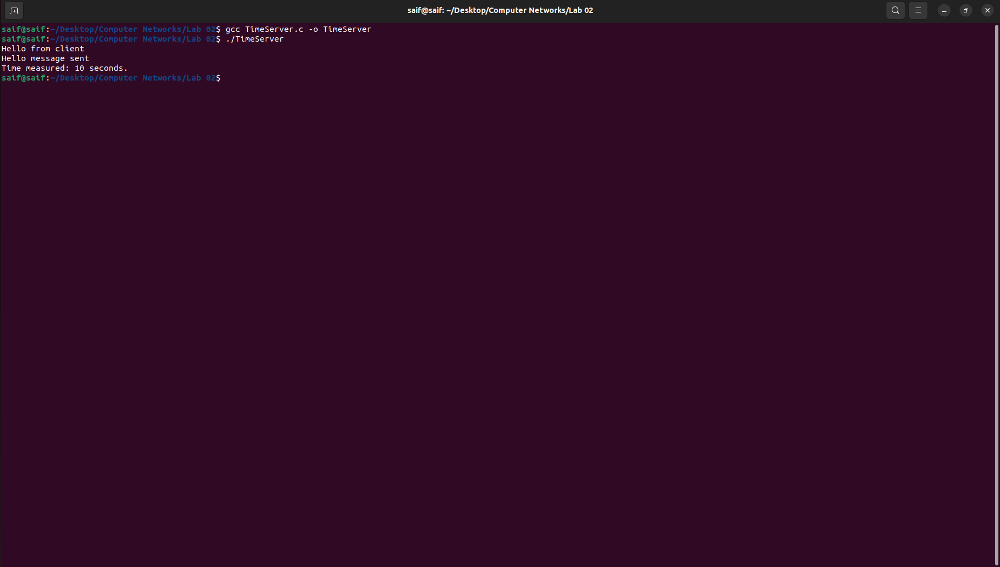 saif@saif: ~/Desktop/Computer Networks/Lab 02
saif@saif:~/Desktop/Computer Networks/Lab 02$ gcc TimeServer.c -o TimeServer
saif@saif:~/Desktop/Computer Networks/Lab 02$ ./TimeServer
Hello from client
Hello message sent
Time measured: 10 seconds.
saif@saif:~/Desktop/Computer Networks/Lab 02$